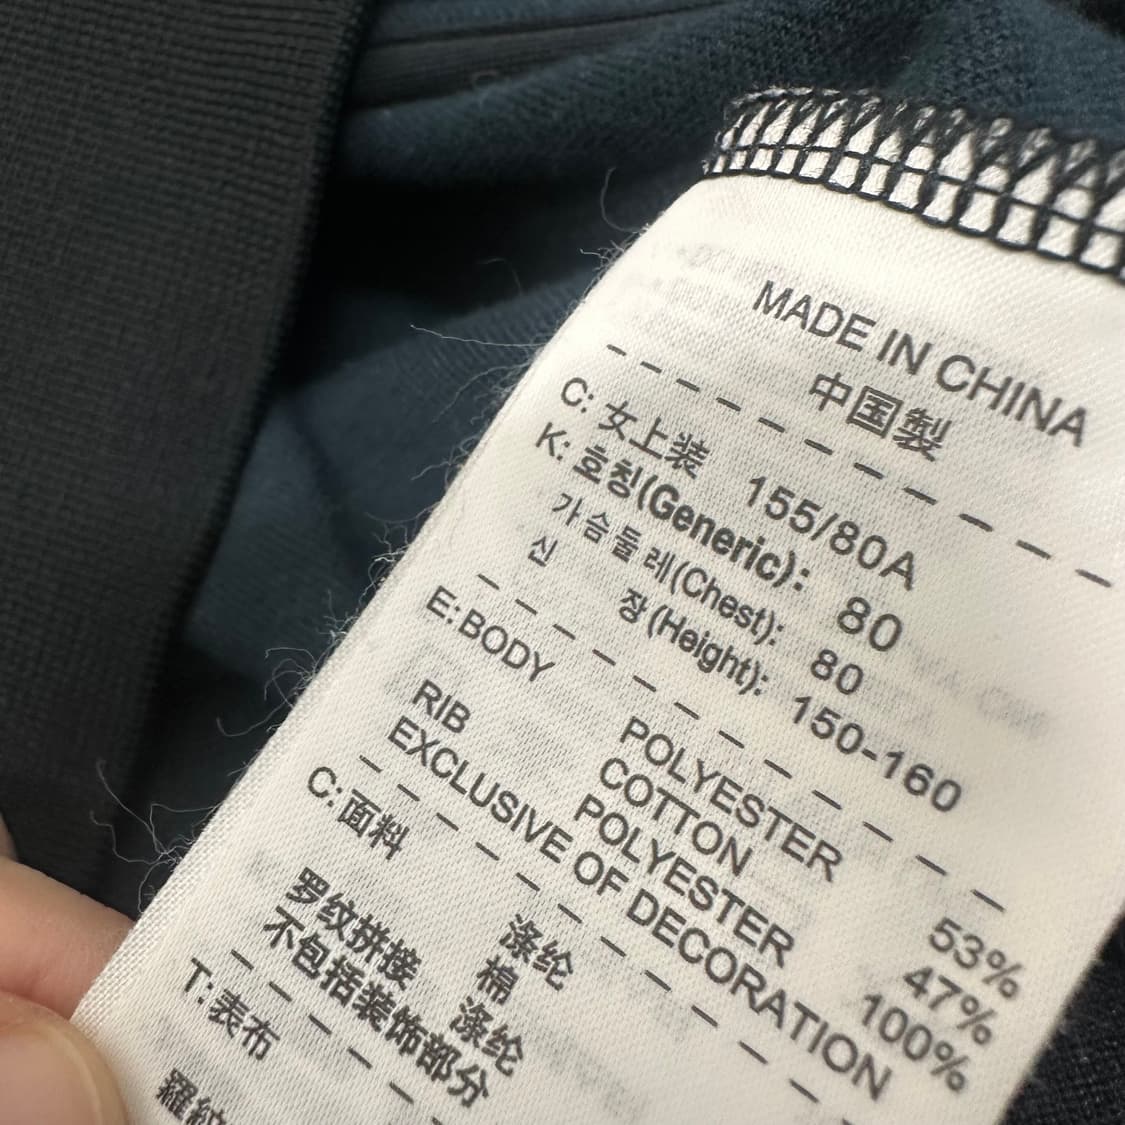 MADE IN CHINA
中国製
C: 女上装 155/80A
K: 호칭(Generic): 80
가슴둘레(Chest): 80
신 장(Height): 150-160
E: BODY
POLYESTER 53%
COTTON 47%
RIB POLYESTER 100%
EXCLUSIVE OF DECORATION
C: 面料
涤纶
棉
罗纹拼接 涤纶
不包括装饰部分
T: 表布
羅紋